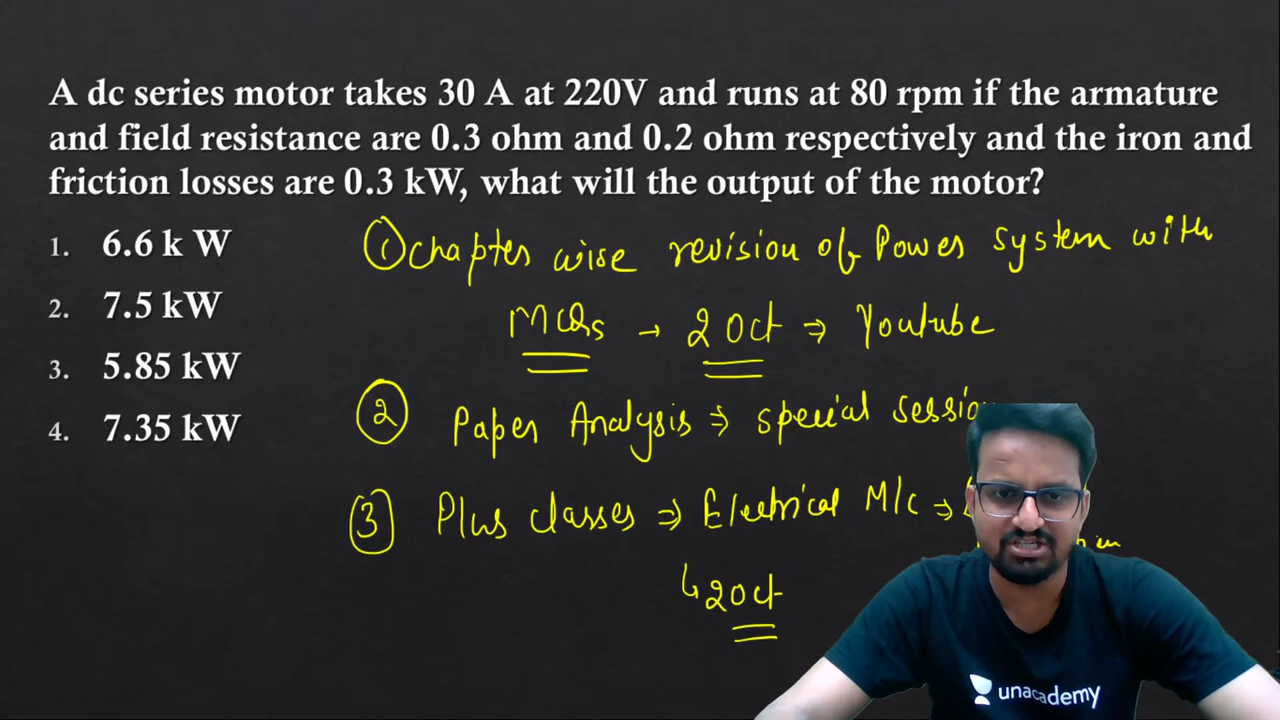 A dc series motor takes 30 A at 220V and runs at 80 rpm if the armature
and field resistance are 0.3 ohm and 0.2 ohm respectively and the iron and
friction losses are 0.3 kW, what will the output of the motor?
1. 6.6 k W
2. 7.5 kW
3. 5.85 kW
4. 7.35 kW
① Chapter wise revision of Power system with
MCQs → 2 Oct ⇒ Youtube
② Paper Analysis ⇒ special session
③ Plus classes ⇒ Electrical M/c ⇒
↳ 2 Oct
unacademy